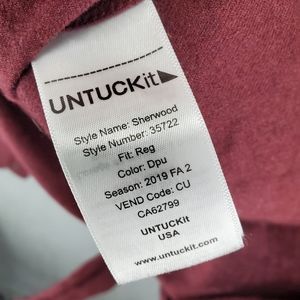 UNTUCKit
Style Name: Sherwood
Style Number: 35722
Fit: Reg
Color: Dpu
Season: 2019 FA 2
VEND Code: CU
CA62799
UNTUCKit
USA
www.untuckit.com